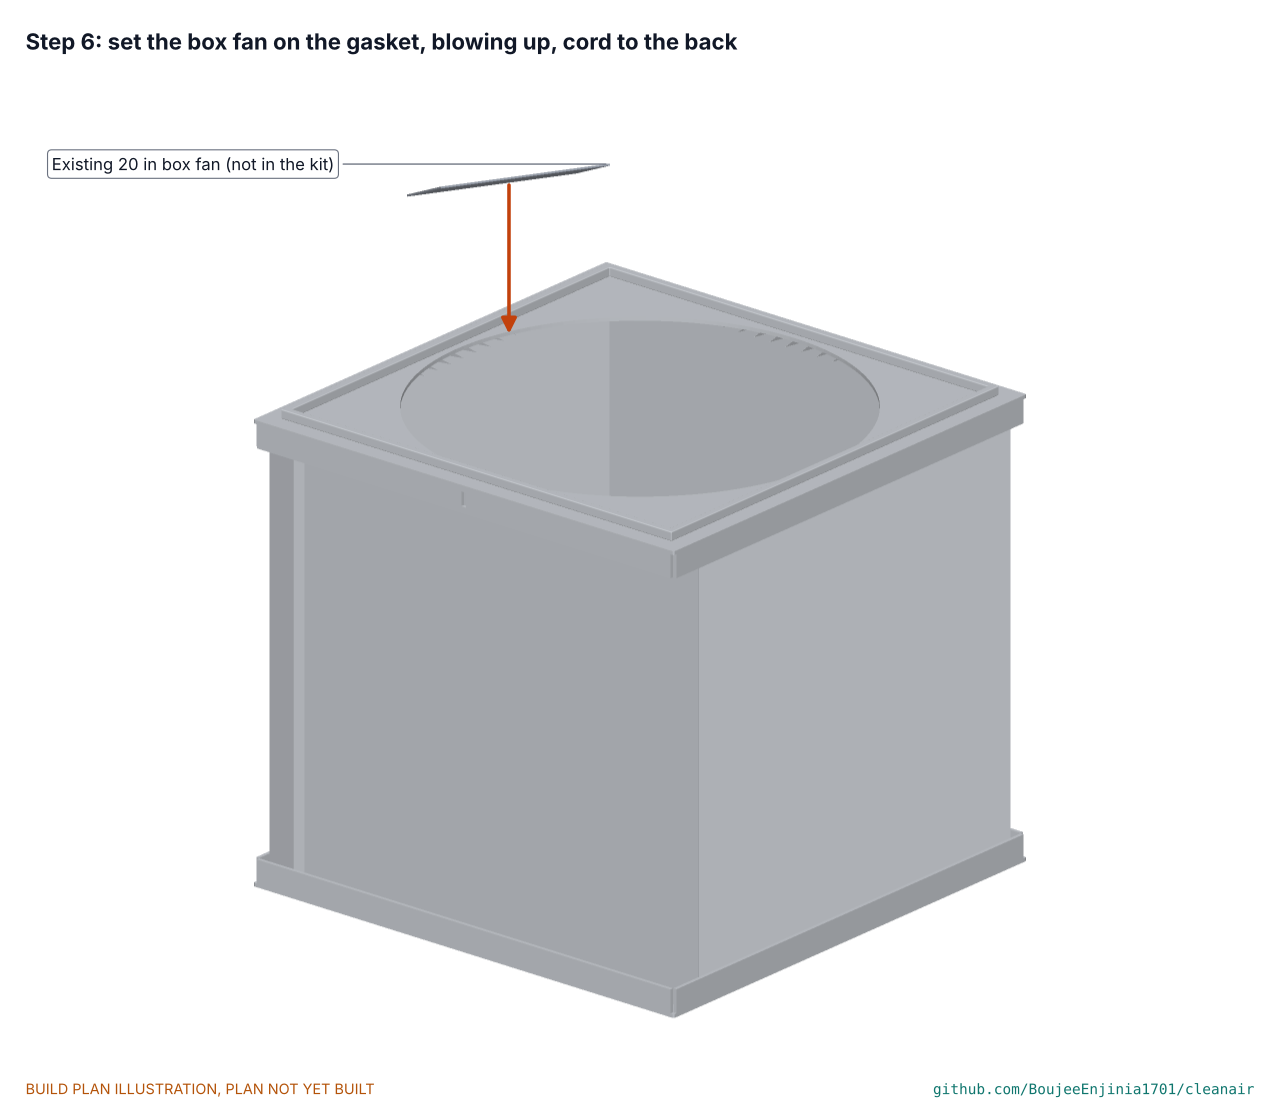 Step 6: set the box fan on the gasket, blowing up, cord to the back
Existing 20 in box fan (not in the kit)
BUILD PLAN ILLUSTRATION, PLAN NOT YET BUILT
github.com/BoujeeEnjinia1701/cleanair